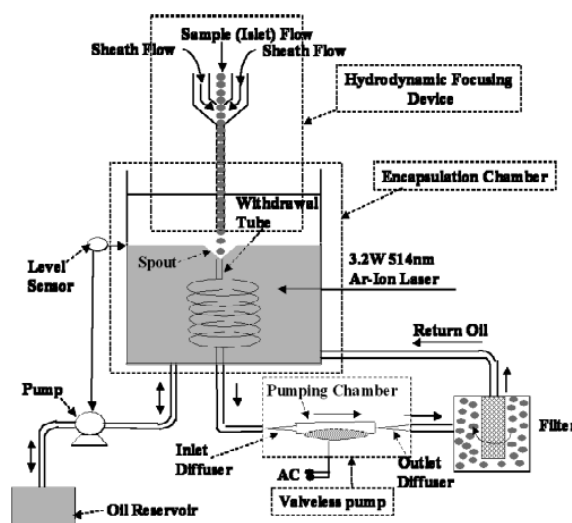 Sample (Islet) Flow
Sheath Flow
Sheath Flow
Hydrodynamic Focusing
Device
Encapsulation Chamber
Withdrawal
Tube
Spout
Level
Sensor
3.2W 514nm
Ar-Ion Laser
Return Oil
Pump
Pumping Chamber
Inlet
Diffuser
Outlet
Diffuser
Filter
AC
Valveless pump
Oil Reservoir